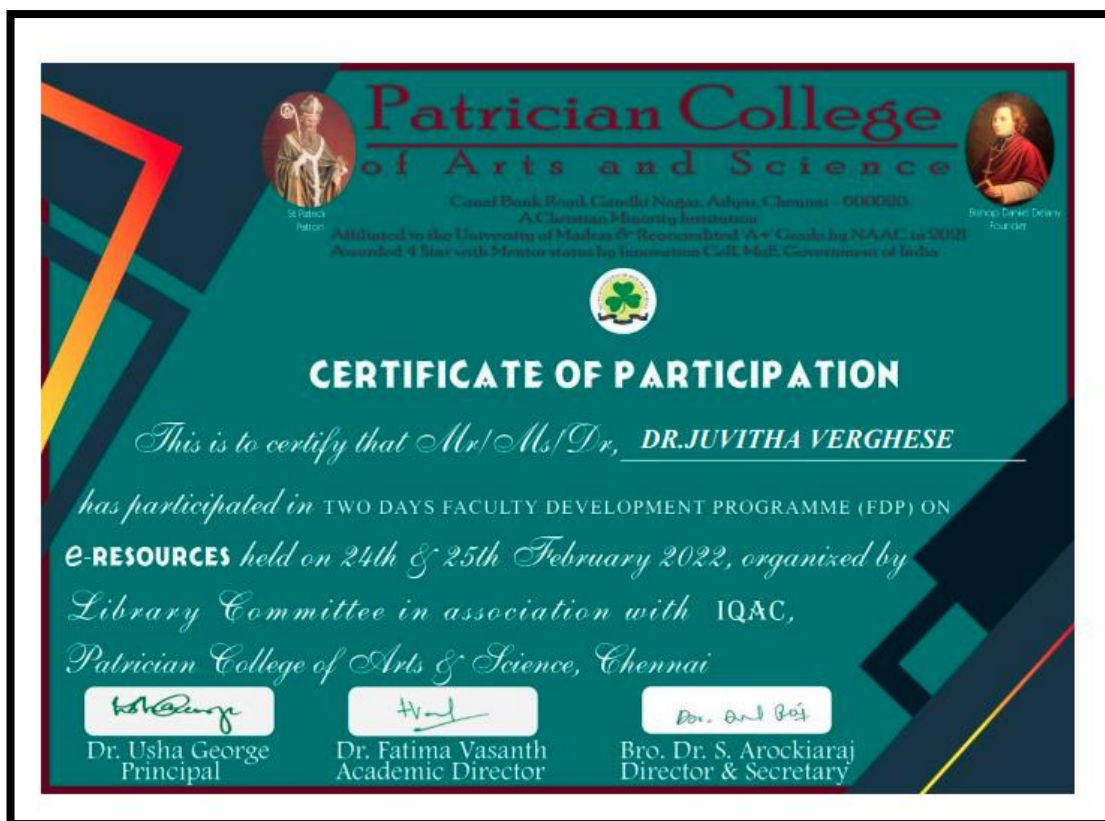 Patrician College
of Arts and Science
Canal Bank Road, Gandhi Nagar, Adyar, Chennai - 600020.
A Christian Minority Institution
Affiliated to the University of Madras & Reaccredited 'A+' Grade by NAAC in 2021
Awarded 4 Star with Mentor status by Innovation Cell, MoE, Government of India
St Patrick
Patron
Bishop Daniel Delany
Founder
CERTIFICATE OF PARTICIPATION
This is to certify that Mr/Ms/Dr, DR.JUVITHA VERGHESE
has participated in TWO DAYS FACULTY DEVELOPMENT PROGRAMME (FDP) ON
e-RESOURCES held on 24th & 25th February 2022, organized by
Library Committee in association with IQAC,
Patrician College of Arts & Science, Chennai
Dr. Usha George
Principal
Dr. Fatima Vasanth
Academic Director
Bro. Dr. S. Arockiaraj
Director & Secretary